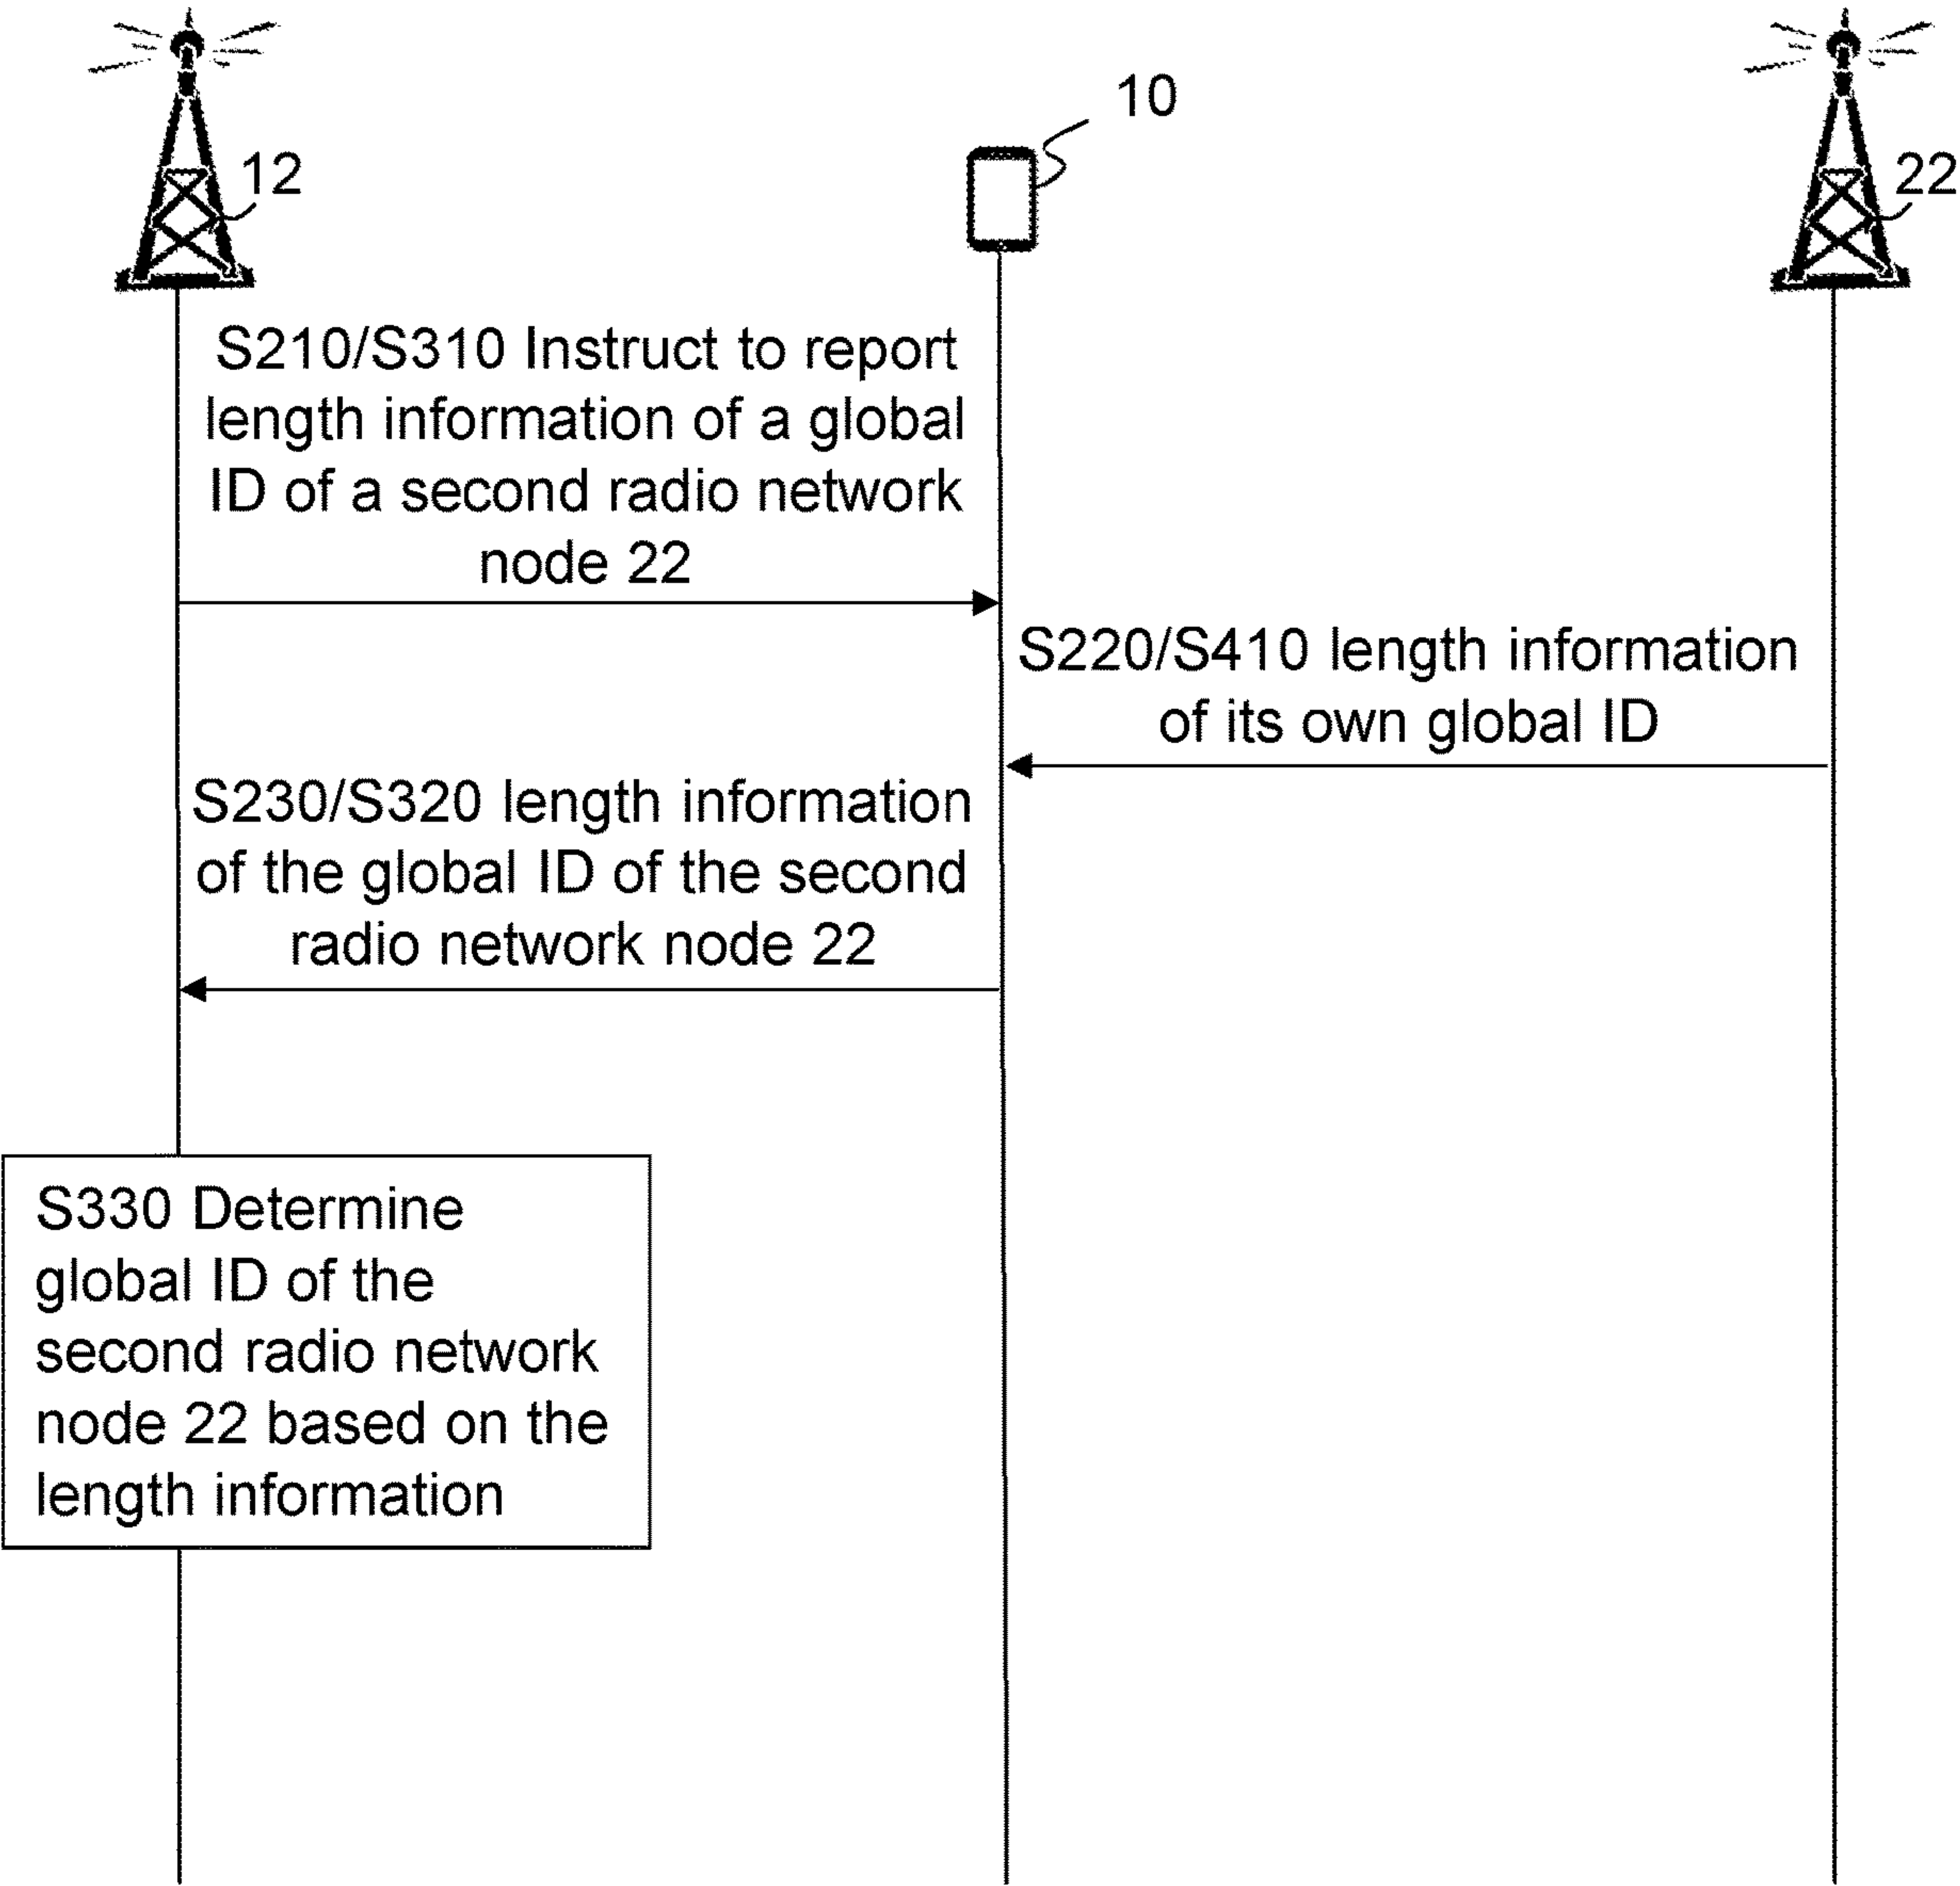 10
12
22
S210/S310 Instruct to report
length information of a global
ID of a second radio network
node 22
S220/S410 length information
of its own global ID
S230/S320 length information
of the global ID of the second
radio network node 22
S330 Determine
global ID of the
second radio network
node 22 based on the
length information